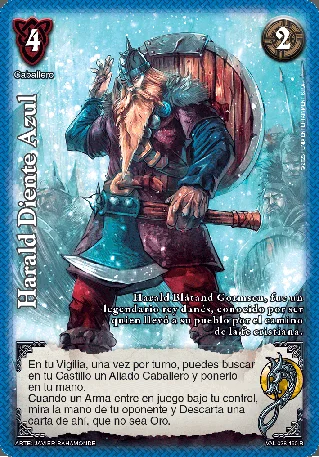 4
2
Caballero
Harald Diente Azul
Harald Blåtand Gormsen, fue un
legendario rey danés, conocido por ser
quien llevó a su pueblo por el camino
de la fe cristiana.
En tu Vigilia, una vez por turno, puedes buscar
en tu Castillo un Aliado Caballero y ponerlo
en tu mano.
Cuando un Arma entre en juego bajo tu control,
mira la mano de tu oponente y Descarta una
carta de ahí, que no sea Oro.